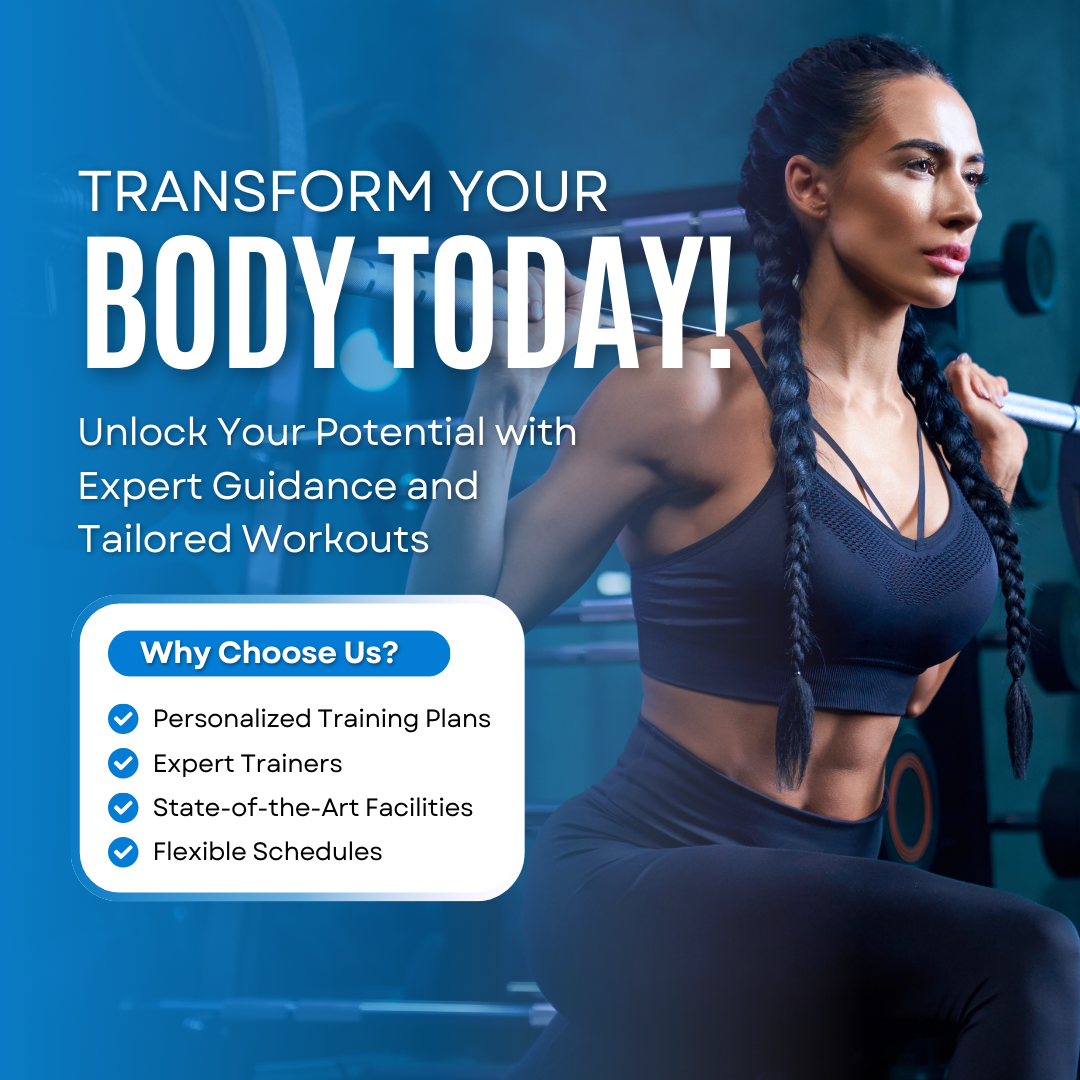 TRANSFORM YOUR
BODY TODAY!
Unlock Your Potential with
Expert Guidance and
Tailored Workouts
Why Choose Us?
Personalized Training Plans
Expert Trainers
State-of-the-Art Facilities
Flexible Schedules